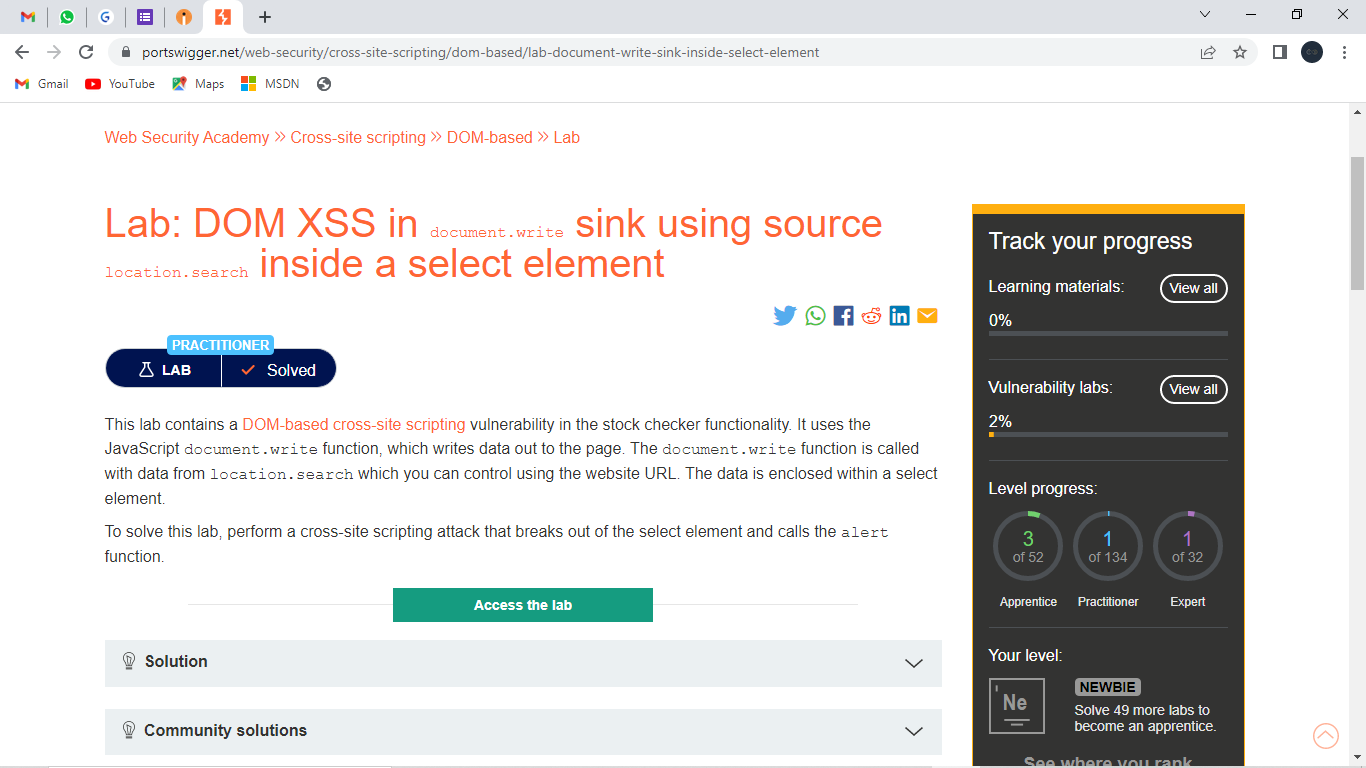 portswigger.net/web-security/cross-site-scripting/dom-based/lab-document-write-sink-inside-select-element
Gmail YouTube Maps MSDN
Web Security Academy » Cross-site scripting » DOM-based » Lab
Lab: DOM XSS in document.write sink using source
location.search inside a select element
PRACTITIONER
LAB Solved
This lab contains a DOM-based cross-site scripting vulnerability in the stock checker functionality. It uses the
JavaScript document.write function, which writes data out to the page. The document.write function is called
with data from location.search which you can control using the website URL. The data is enclosed within a select
element.
To solve this lab, perform a cross-site scripting attack that breaks out of the select element and calls the alert
function.
Access the lab
Solution
Community solutions
Track your progress
Learning materials: View all
0%
Vulnerability labs: View all
2%
Level progress:
3 1 1
of 52 of 134 of 32
Apprentice Practitioner Expert
Your level:
Ne
NEWBIE
Solve 49 more labs to
become an apprentice.
See where you rank